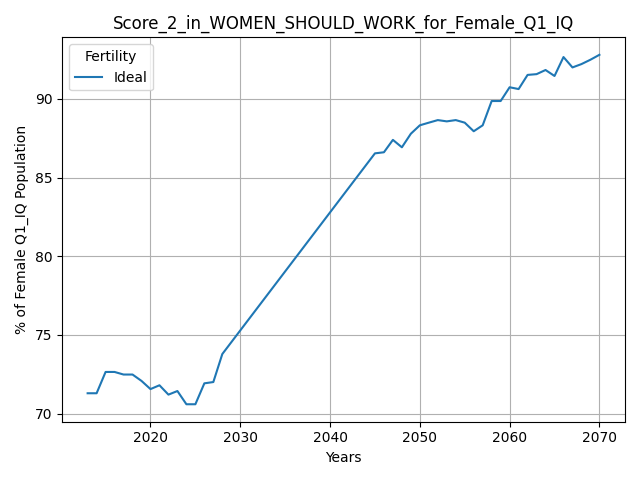 Score_2_in_WOMEN_SHOULD_WORK_for_Female_Q1_IQ
Fertility
Ideal
% of Female Q1_IQ Population
90
85
80
75
70
2020 2030 2040 2050 2060 2070
Years